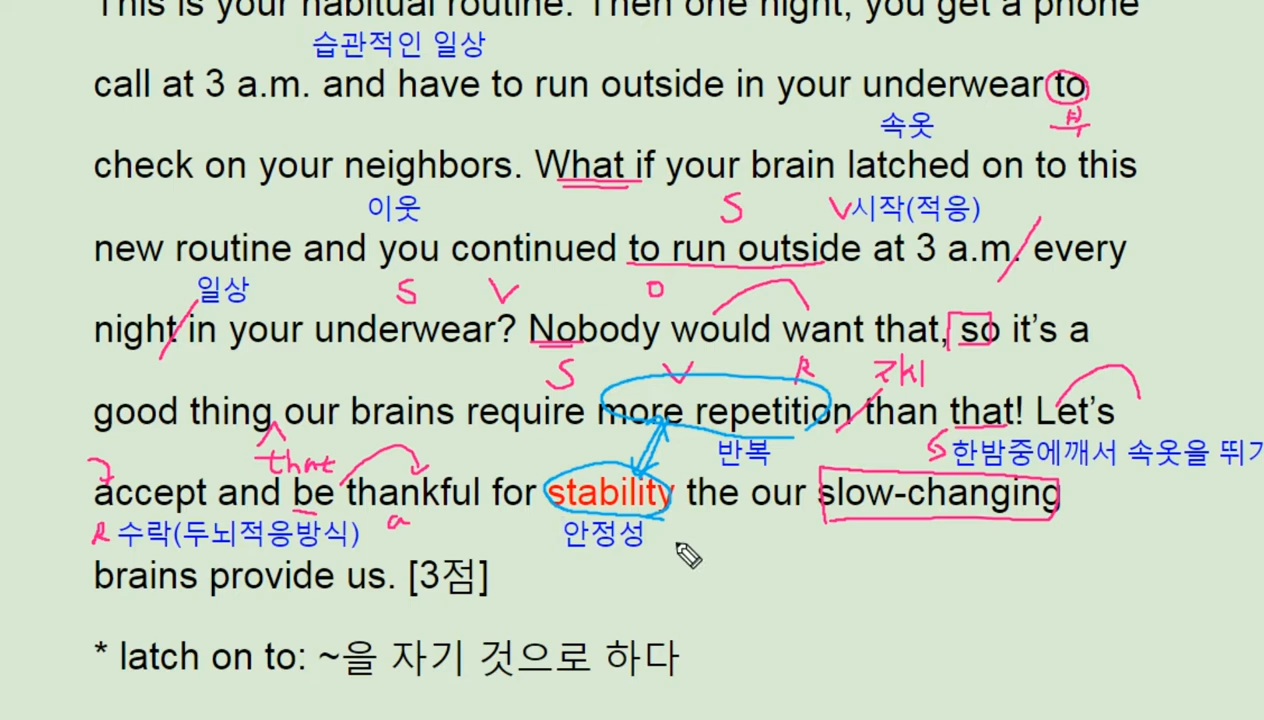 This is your habitual routine. Then one night, you get a phone
습관적인 일상
call at 3 a.m. and have to run outside in your underwear to
속옷 부
check on your neighbors. What if your brain latched on to this
이웃 S V 시작(적응)
new routine and you continued to run outside at 3 a.m. every
일상 S V O
night in your underwear? Nobody would want that, so it's a
S V R
good thing our brains require more repetition than that! Let's
that 반복 S 한밤중에깨서 속옷을 뛰기
accept and be thankful for stability the our slow-changing
R 수락(두뇌적응방식) a 안정성
brains provide us. [3점]
* latch on to: ~을 자기 것으로 하다